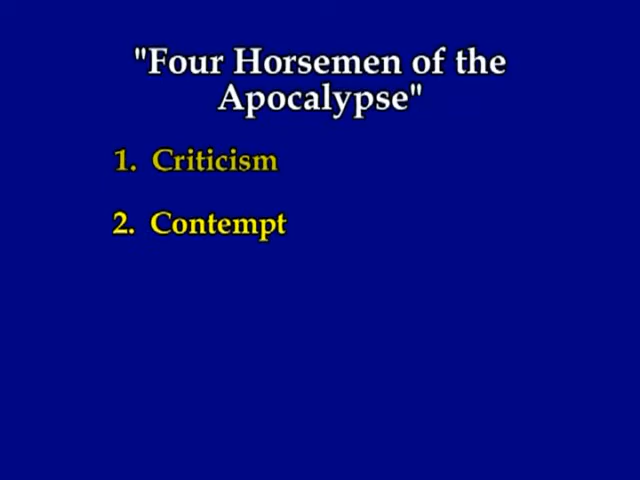 "Four Horsemen of the
Apocalypse"
1. Criticism
2. Contempt